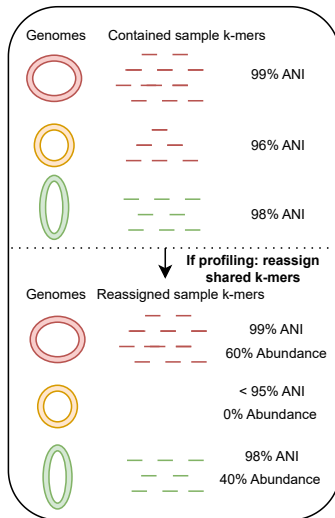 Genomes Contained sample k-mers
99% ANI
96% ANI
98% ANI
If profiling: reassign
shared k-mers
Genomes Reassigned sample k-mers
99% ANI
60% Abundance
< 95% ANI
0% Abundance
98% ANI
40% Abundance